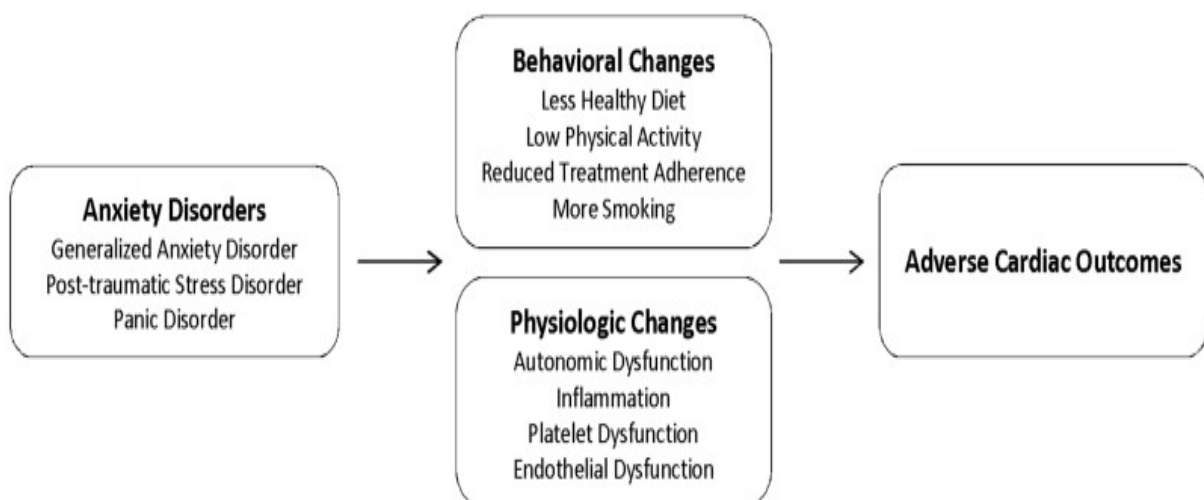 Anxiety Disorders
Generalized Anxiety Disorder
Post-traumatic Stress Disorder
Panic Disorder
Behavioral Changes
Less Healthy Diet
Low Physical Activity
Reduced Treatment Adherence
More Smoking
Physiologic Changes
Autonomic Dysfunction
Inflammation
Platelet Dysfunction
Endothelial Dysfunction
Adverse Cardiac Outcomes